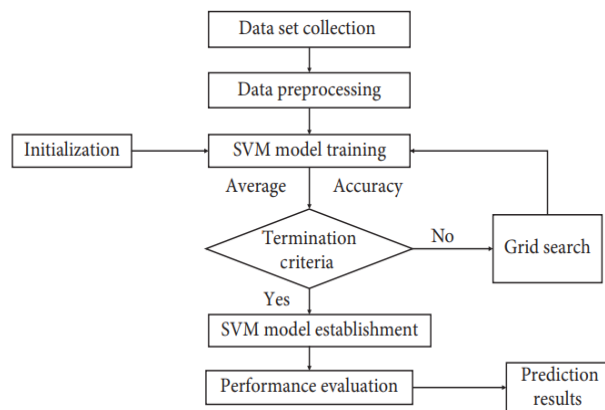 Data set collection
Data preprocessing
Initialization
SVM model training
Average
Accuracy
Termination
criteria
No
Grid search
Yes
SVM model establishment
Performance evaluation
Prediction
results